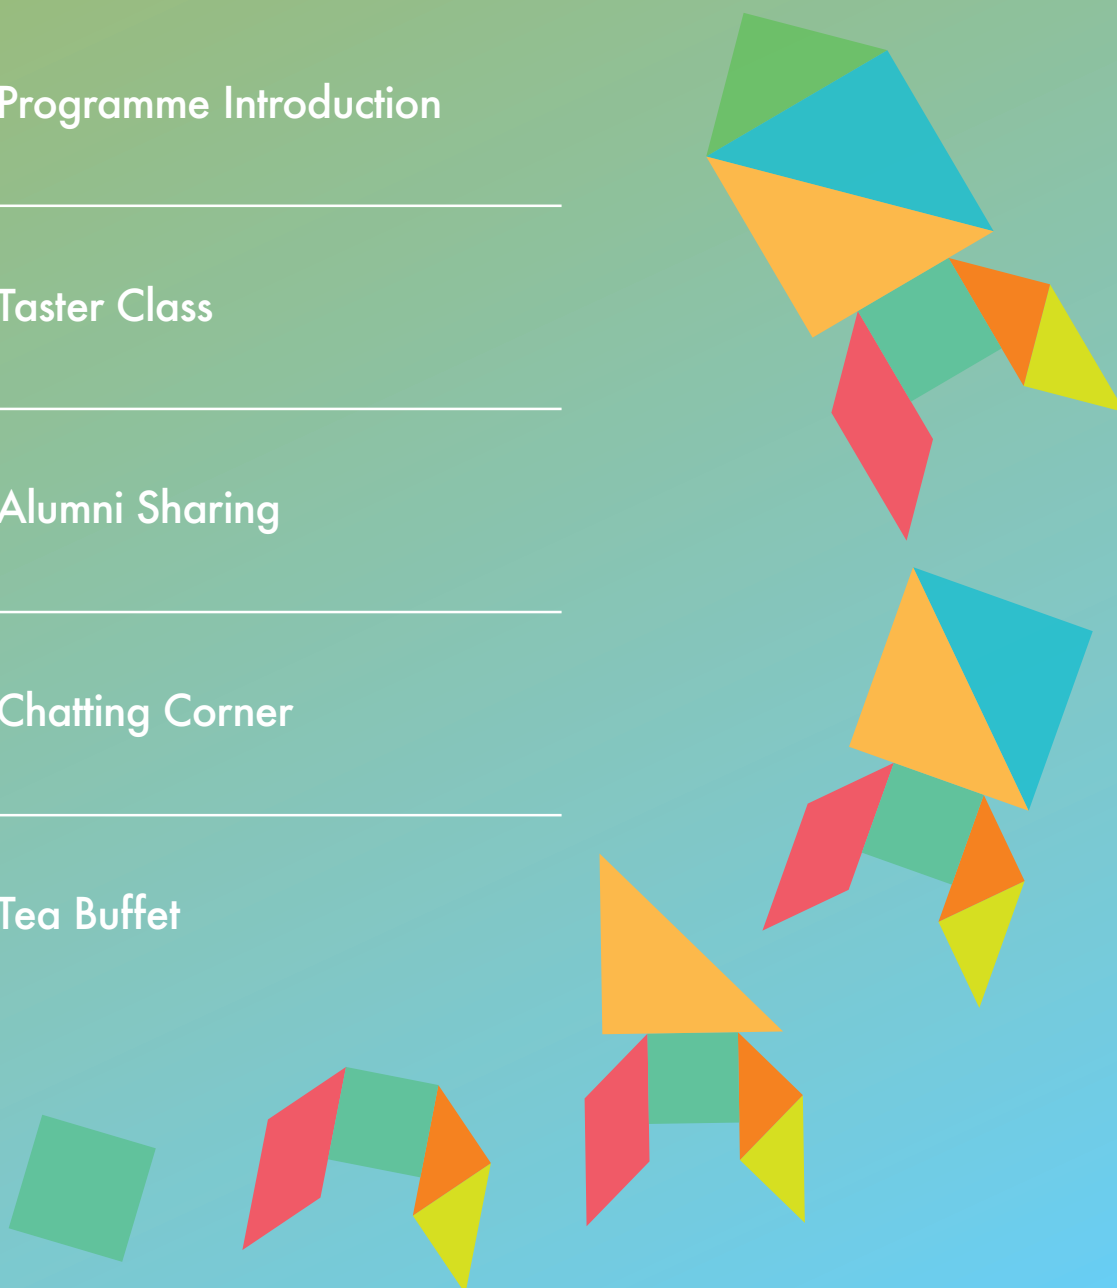 Programme Introduction
Taster Class
Alumni Sharing
Chatting Corner
Tea Buffet